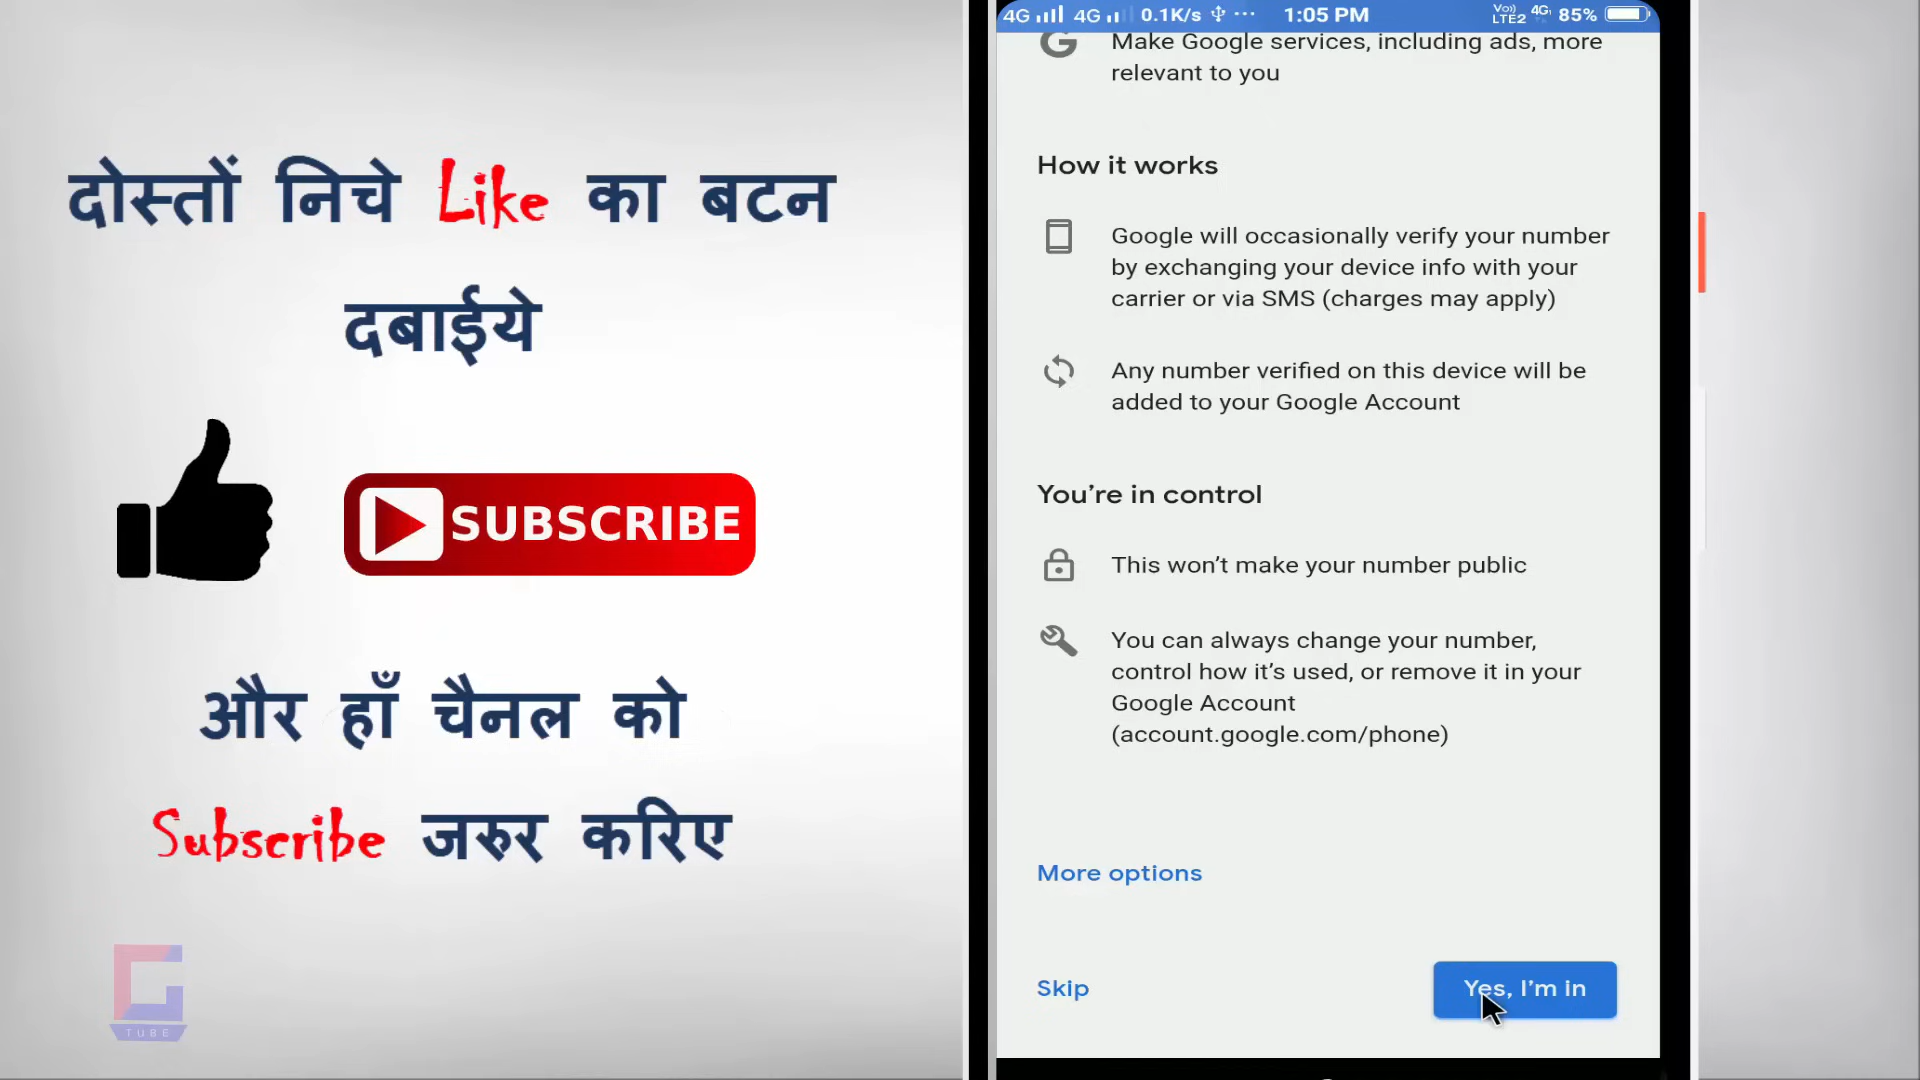 दोस्तों निचे Like का बटन
दबाईये
SUBSCRIBE
और हाँ चैनल को
Subscribe जरुर करिए
G
TUBE
4G 4G 0.1K/s ... 1:05 PM VoLTE2 4G 85%
Make Google services, including ads, more
relevant to you
How it works
Google will occasionally verify your number
by exchanging your device info with your
carrier or via SMS (charges may apply)
Any number verified on this device will be
added to your Google Account
You’re in control
This won’t make your number public
You can always change your number,
control how it’s used, or remove it in your
Google Account
(account.google.com/phone)
More options
Skip
Yes, I’m in